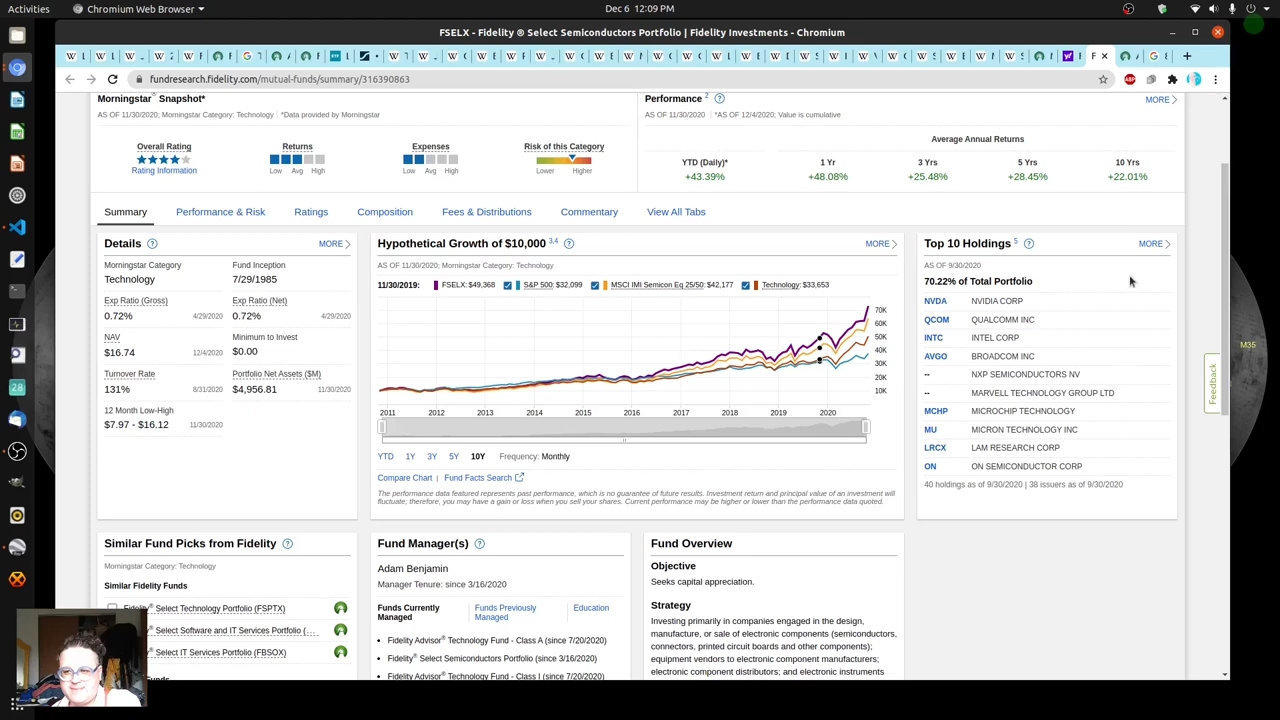 Activities
Chromium Web Browser
Dec 6 12:09 PM
FSELX - Fidelity ® Select Semiconductors Portfolio | Fidelity Investments - Chromium
fundresearch.fidelity.com/mutual-funds/summary/316390863
Morningstar® Snapshot*
AS OF 11/30/2020; Morningstar Category: Technology | *Data provided by Morningstar
Overall Rating
Rating Information
Returns
Low Avg High
Expenses
Low Avg High
Risk of this Category
Lower Higher
Performance 2
MORE
AS OF 11/30/2020 | *AS OF 12/4/2020; Value is cumulative
Average Annual Returns
YTD (Daily)* 1 Yr 3 Yrs 5 Yrs 10 Yrs
+43.39% +48.08% +25.48% +28.45% +22.01%
Summary Performance & Risk Ratings Composition Fees & Distributions Commentary View All Tabs
Details
MORE
Morningstar Category
Technology
Fund Inception
7/29/1985
Exp Ratio (Gross)
0.72% 4/29/2020
Exp Ratio (Net)
0.72% 4/29/2020
NAV
$16.74 12/4/2020
Minimum to Invest
$0.00
Turnover Rate
131% 8/31/2020
Portfolio Net Assets ($M)
$4,956.81 11/30/2020
12 Month Low-High
$7.97 - $16.12 11/30/2020
Hypothetical Growth of $10,000 3,4
MORE
AS OF 11/30/2020; Morningstar Category: Technology
11/30/2019: FSELX: $49,368 S&P 500: $32,099 MSCI IMI Semicon Eq 25/50: $42,177 Technology: $33,653
70K
60K
50K
40K
30K
20K
10K
2011 2012 2013 2014 2015 2016 2017 2018 2019 2020
YTD 1Y 3Y 5Y 10Y Frequency: Monthly
Compare Chart | Fund Facts Search
The performance data featured represents past performance, which is no guarantee of future results. Investment return and principal value of an investment will
fluctuate; therefore, you may have a gain or loss when you sell your shares. Current performance may be higher or lower than the performance data quoted.
Top 10 Holdings 5
MORE
AS OF 9/30/2020
70.22% of Total Portfolio
NVDA NVIDIA CORP
QCOM QUALCOMM INC
INTC INTEL CORP
AVGO BROADCOM INC
-- NXP SEMICONDUCTORS NV
-- MARVELL TECHNOLOGY GROUP LTD
MCHP MICROCHIP TECHNOLOGY
MU MICRON TECHNOLOGY INC
LRCX LAM RESEARCH CORP
ON ON SEMICONDUCTOR CORP
40 holdings as of 9/30/2020 | 38 issuers as of 9/30/2020
Feedback
M35
Similar Fund Picks from Fidelity
Morningstar Category: Technology
Similar Fidelity Funds
Fidelity® Select Technology Portfolio (FSPTX)
® Select Software and IT Services Portfolio (…
® Select IT Services Portfolio (FBSOX)
Fund Manager(s)
Adam Benjamin
Manager Tenure: since 3/16/2020
Funds Currently
Managed
Funds Previously
Managed
Education
Fidelity Advisor® Technology Fund - Class A (since 7/20/2020)
Fidelity® Select Semiconductors Portfolio (since 3/16/2020)
Fidelity Advisor® Technology Fund - Class I (since 7/20/2020)
Fund Overview
Objective
Seeks capital appreciation.
Strategy
Investing primarily in companies engaged in the design,
manufacture, or sale of electronic components (semiconductors,
connectors, printed circuit boards and other components);
equipment vendors to electronic component manufacturers;
electronic component distributors; and electronic instruments